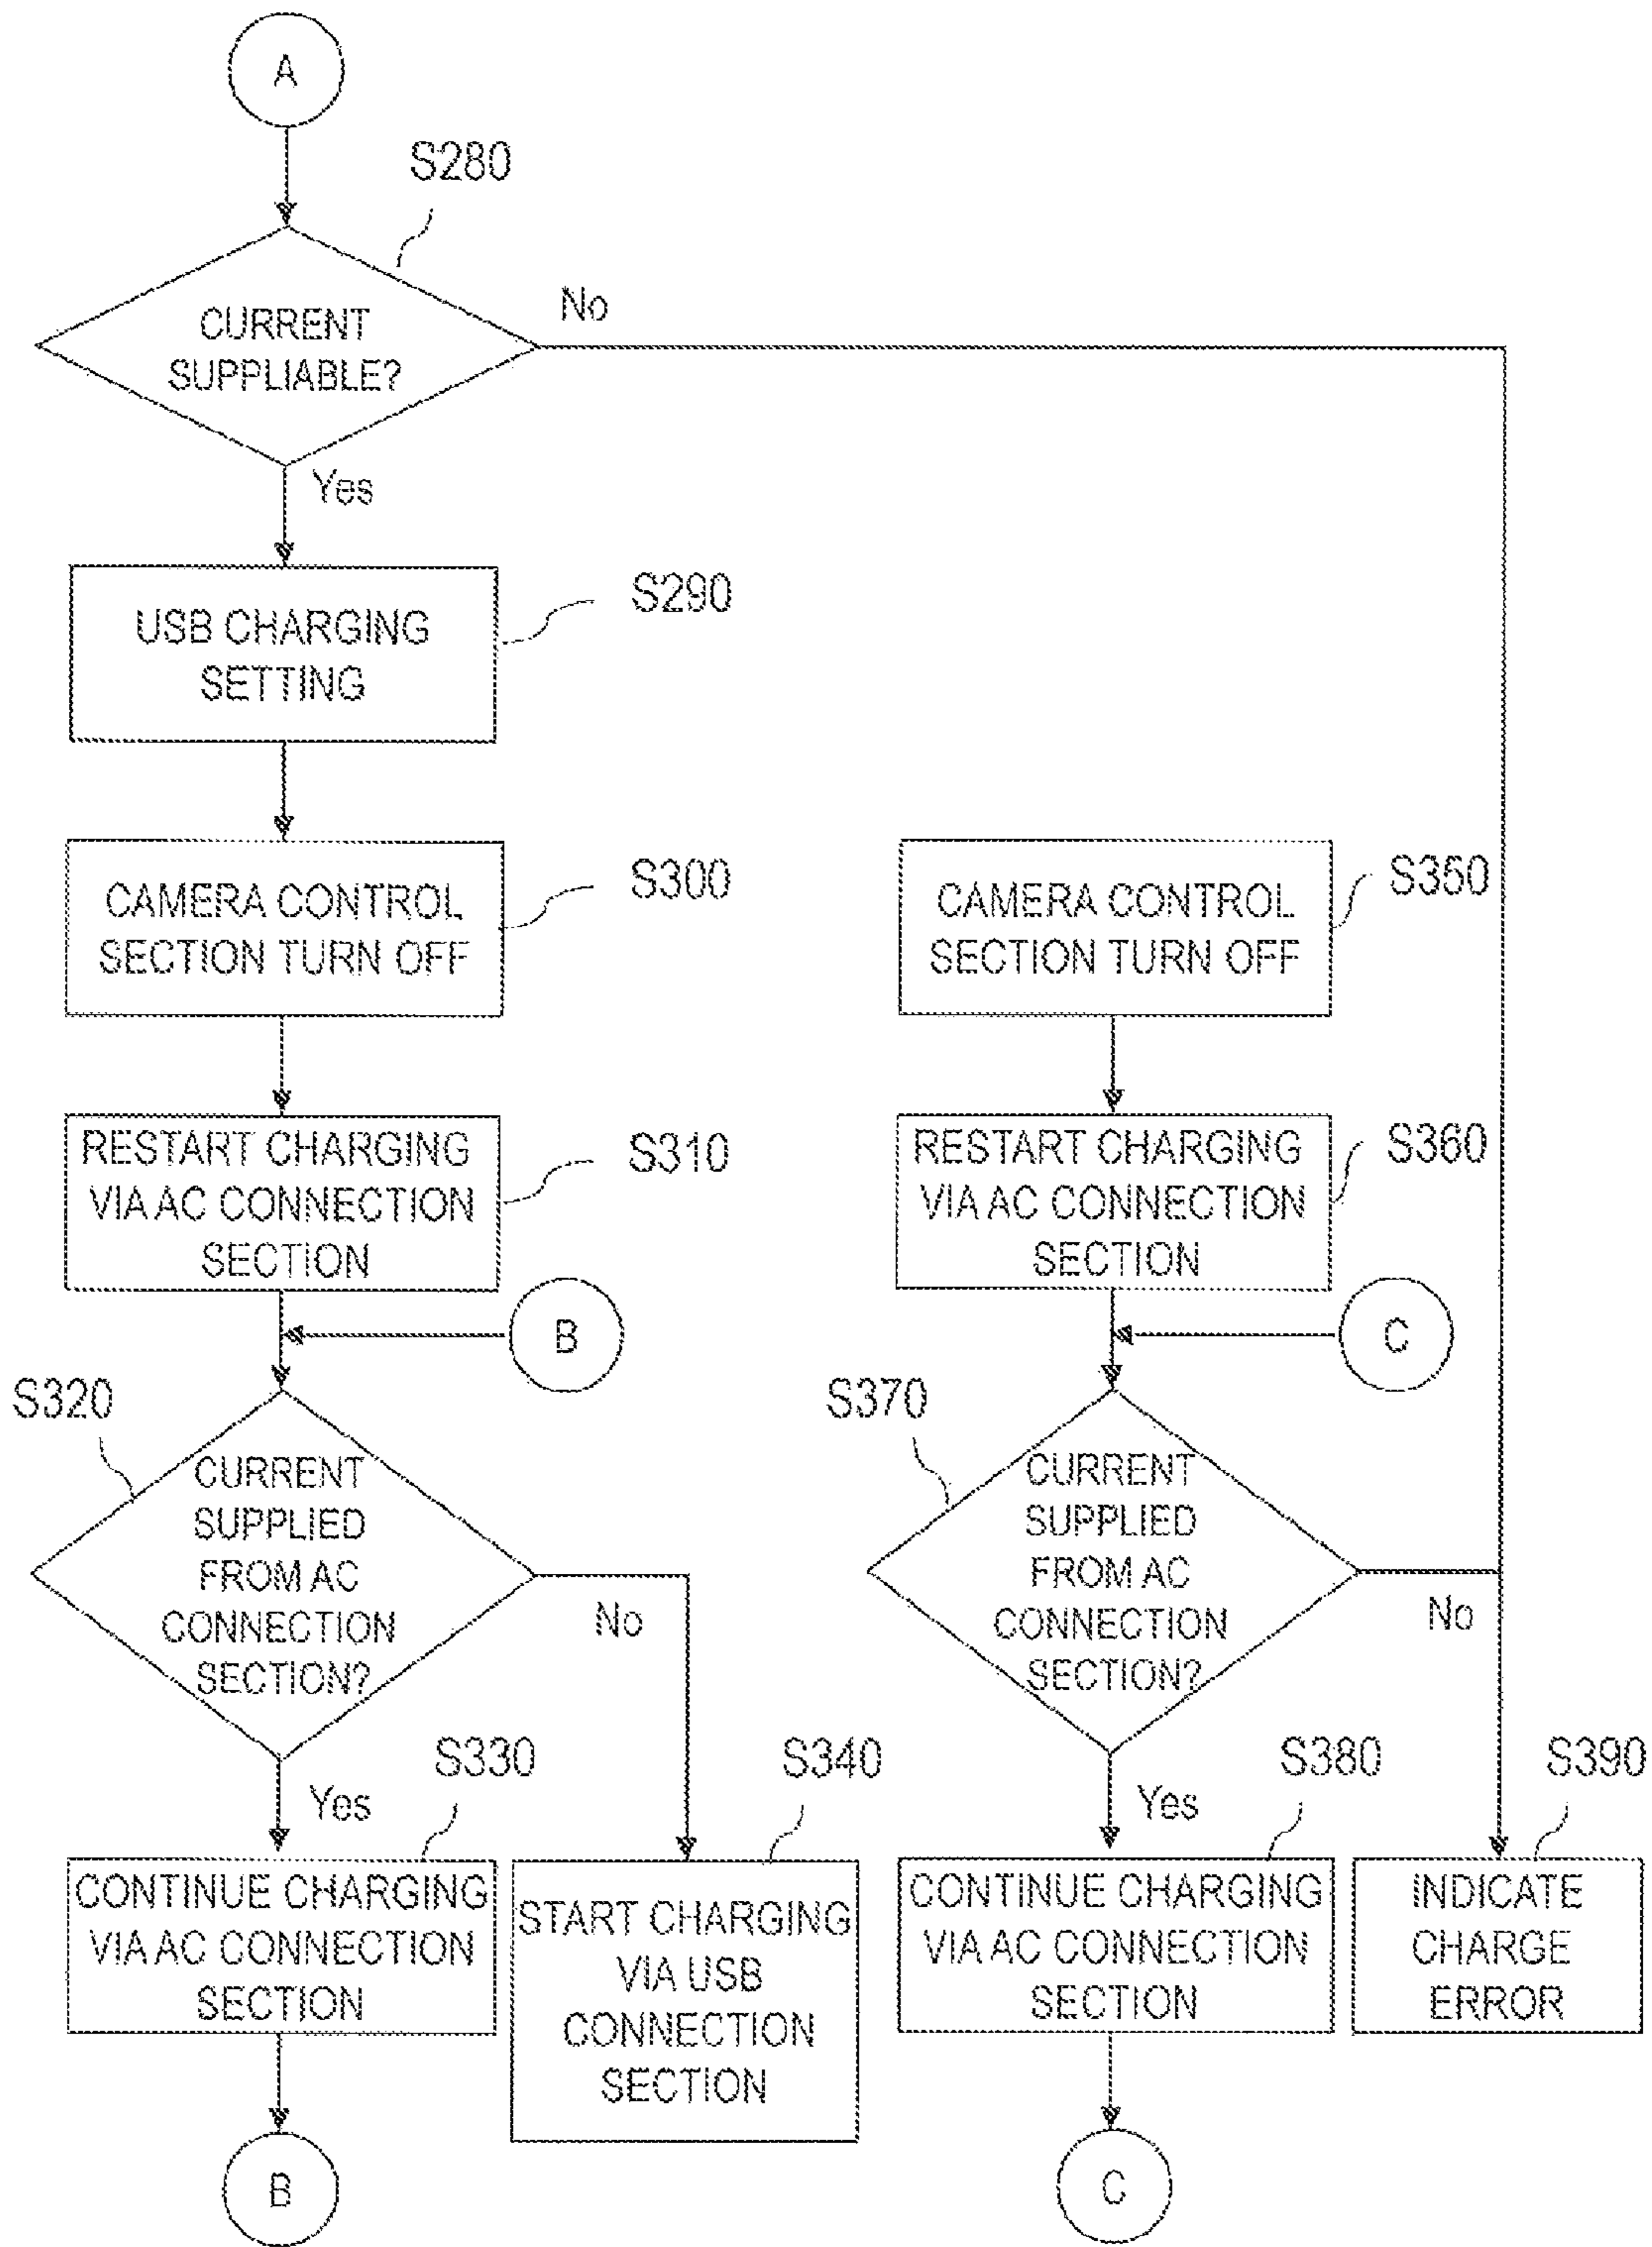 A
S280
CURRENT
SUPPLIABLE?
No
Yes
USB CHARGING
SETTING
S290
CAMERA CONTROL
SECTION TURN OFF
S300
RESTART CHARGING
VIA AC CONNECTION
SECTION
S310
B
S320
CURRENT
SUPPLIED
FROM AC
CONNECTION
SECTION?
No
Yes
S330
CONTINUE CHARGING
VIA AC CONNECTION
SECTION
B
S340
START CHARGING
VIA USB
CONNECTION
SECTION
CAMERA CONTROL
SECTION TURN OFF
S350
RESTART CHARGING
VIA AC CONNECTION
SECTION
S360
C
S370
CURRENT
SUPPLIED
FROM AC
CONNECTION
SECTION?
No
Yes
S380
CONTINUE CHARGING
VIA AC CONNECTION
SECTION
C
S390
INDICATE
CHARGE
ERROR